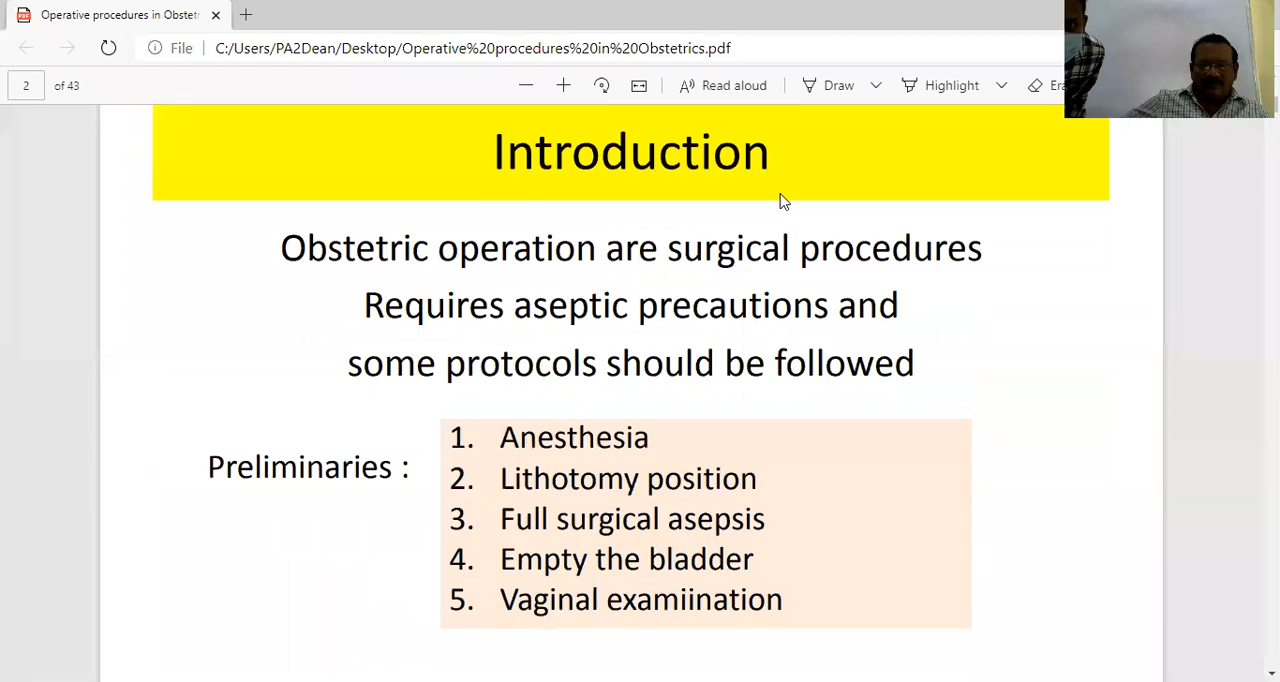 Operative procedures in Obstetr
File C:/Users/PA2Dean/Desktop/Operative%20procedures%20in%20Obstetrics.pdf
2 of 43 Read aloud Draw Highlight Era
Introduction
Obstetric operation are surgical procedures
Requires aseptic precautions and
some protocols should be followed
Preliminaries :
1. Anesthesia
2. Lithotomy position
3. Full surgical asepsis
4. Empty the bladder
5. Vaginal examiination